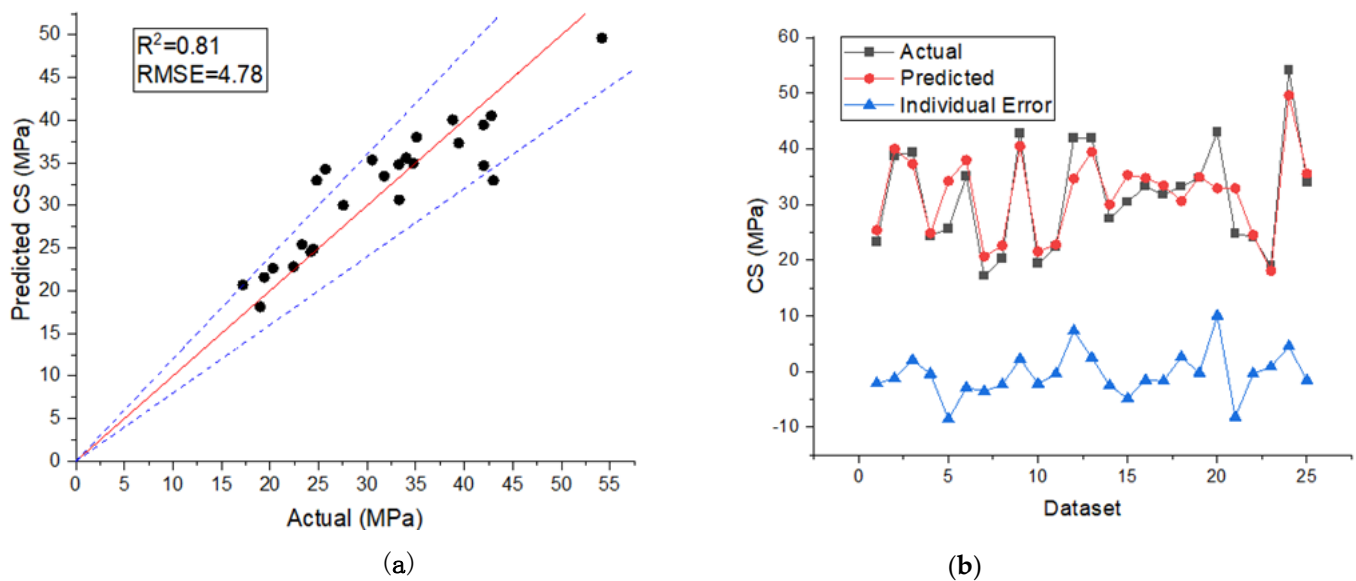 R²=0.81
RMSE=4.78
Predicted CS (MPa)
50
45
40
35
30
25
20
15
10
5
0
0 5 10 15 20 25 30 35 40 45 50 55
Actual (MPa)
(a)
Actual
Predicted
Individual Error
CS (MPa)
60
50
40
30
20
10
0
-10
0 5 10 15 20 25
Dataset
(b)